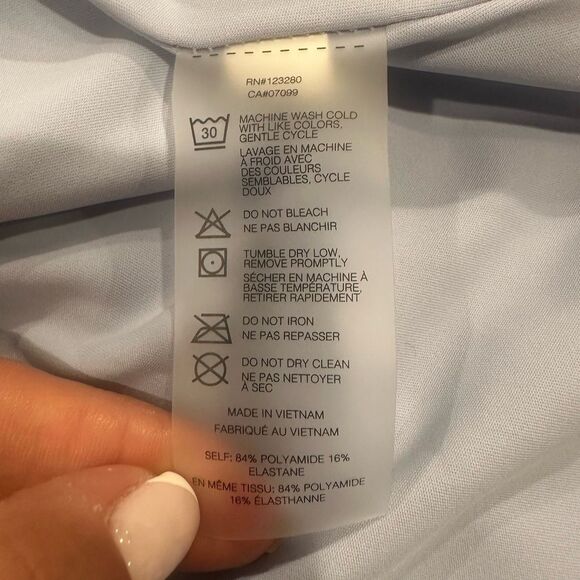 RN#123280
CA#07099
30
MACHINE WASH COLD
WITH LIKE COLORS,
GENTLE CYCLE
LAVAGE EN MACHINE
À FROID AVEC
DES COULEURS
SEMBLABLES, CYCLE
DOUX
DO NOT BLEACH
NE PAS BLANCHIR
TUMBLE DRY LOW,
REMOVE PROMPTLY
SÉCHER EN MACHINE À
BASSE TEMPÉRATURE,
RETIRER RAPIDEMENT
DO NOT IRON
NE PAS REPASSER
DO NOT DRY CLEAN
NE PAS NETTOYER
À SEC
MADE IN VIETNAM
FABRIQUÉ AU VIETNAM
SELF: 84% POLYAMIDE 16%
ELASTANE
EN MÊME TISSU: 84% POLYAMIDE
16% ÉLASTHANNE